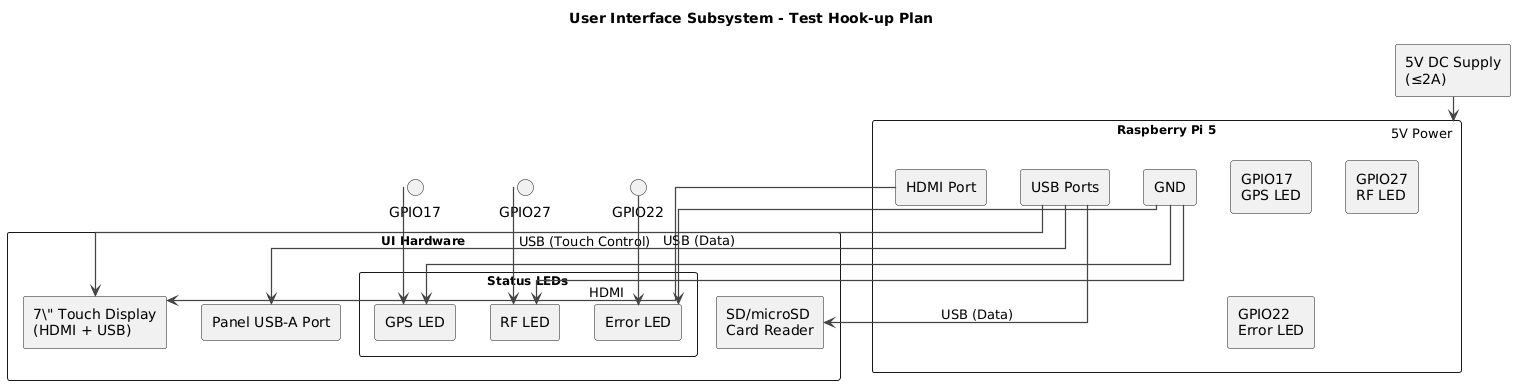 User Interface Subsystem - Test Hook-up Plan
5V DC Supply
(≤2A)
Raspberry Pi 5
5V Power
HDMI Port
USB Ports
GND
GPIO17
GPS LED
GPIO27
RF LED
GPIO17
GPIO27
GPIO22
UI Hardware
USB (Touch Control)
USB (Data)
Status LEDs
HDMI
7\" Touch Display
(HDMI + USB)
Panel USB-A Port
GPS LED
RF LED
Error LED
SD/microSD
Card Reader
USB (Data)
GPIO22
Error LED